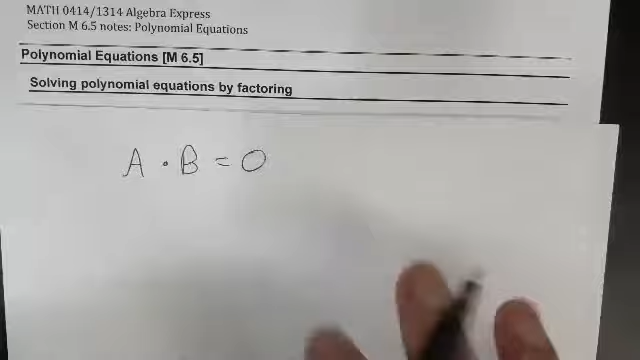 MATH 0414/1314 Algebra Express
Section M 6.5 notes: Polynomial Equations
Polynomial Equations [M 6.5]
Solving polynomial equations by factoring
A · B = 0